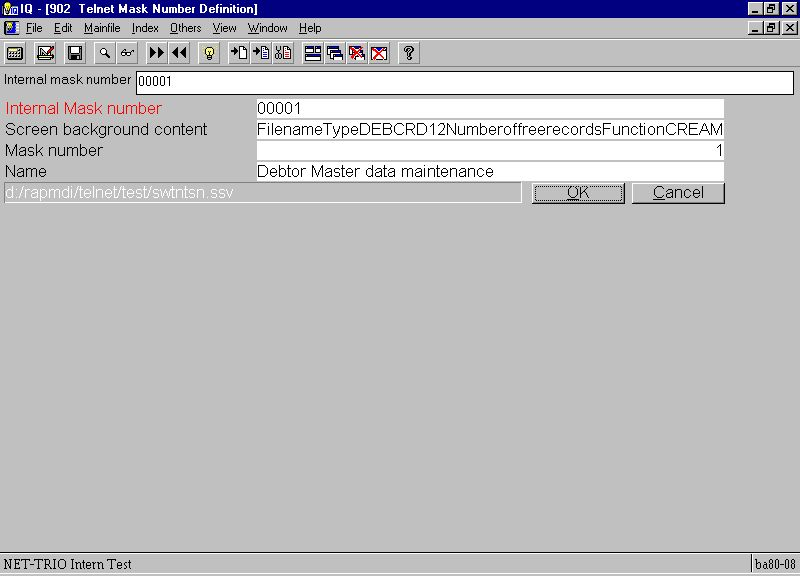 IQ - [902 Telnet Mask Number Definition]
File Edit Mainfile Index Others View Window Help
Internal mask number 00001
Internal Mask number 00001
Screen background content FilenameTypeDEBCRD12NumberoffreerecordsFunctionCREAM
Mask number 1
Name Debtor Master data maintenance
d:/rapmdi/telnet/test/swtntsn.ssv OK Cancel
NET-TRIO Intern Test ba80-08